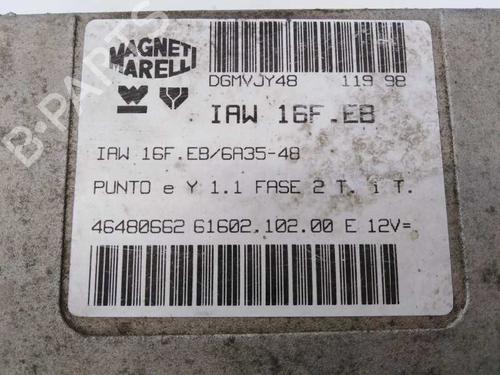 MAGNETI
MARELLI
DGMVJY48 119 98
IAW 16F.EB
IAW 16F.EB/6A35-48
PUNTO e Y 1.1 FASE 2 T. i T.
46480662 61602.102.00 E 12V=
B-PARTS